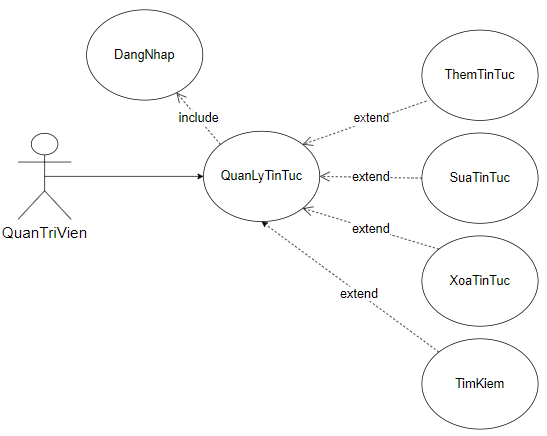 DangNhap
ThemTinTuc
include
extend
QuanLyTinTuc
extend
SuaTinTuc
QuanTriVien
extend
XoaTinTuc
extend
TimKiem